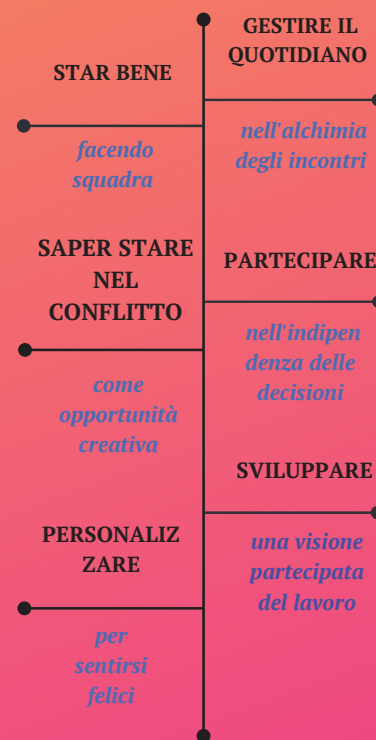 GESTIRE IL
QUOTIDIANO
nell'alchimia
degli incontri
STAR BENE
facendo
squadra
PARTECIPARE
nell'indipen
denza delle
decisioni
SAPER STARE
NEL
CONFLITTO
come
opportunità
creativa
SVILUPPARE
una visione
partecipata
del lavoro
PERSONALIZ
ZARE
per
sentirsi
felici